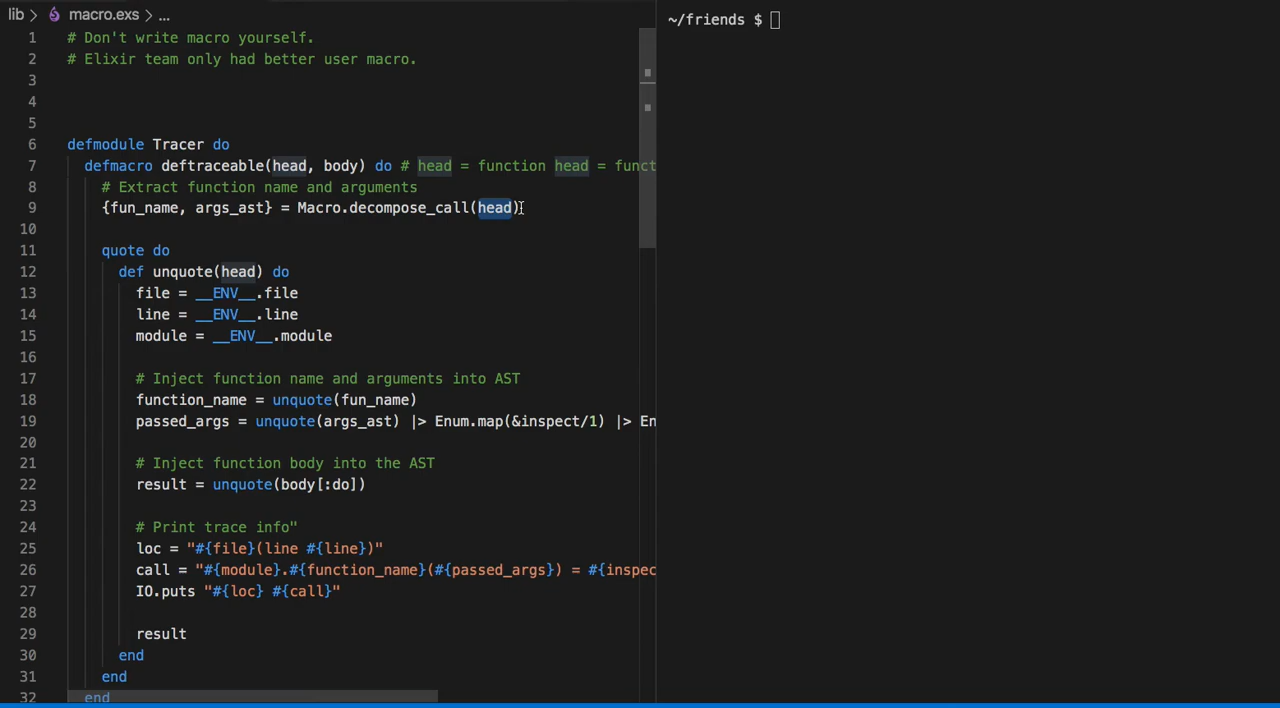 lib > macro.exs > ...
~/friends $
1 # Don't write macro yourself.
2 # Elixir team only had better user macro.
3
4
5
6 defmodule Tracer do
7 defmacro deftraceable(head, body) do # head = function head = funct
8 # Extract function name and arguments
9 {fun_name, args_ast} = Macro.decompose_call(head)
10
11 quote do
12 def unquote(head) do
13 file = __ENV__.file
14 line = __ENV__.line
15 module = __ENV__.module
16
17 # Inject function name and arguments into AST
18 function_name = unquote(fun_name)
19 passed_args = unquote(args_ast) |> Enum.map(&inspect/1) |> En
20
21 # Inject function body into the AST
22 result = unquote(body[:do])
23
24 # Print trace info"
25 loc = "#{file}(line #{line})"
26 call = "#{module}.#{function_name}(#{passed_args}) = #{inspec
27 IO.puts "#{loc} #{call}"
28
29 result
30 end
31 end
32 end